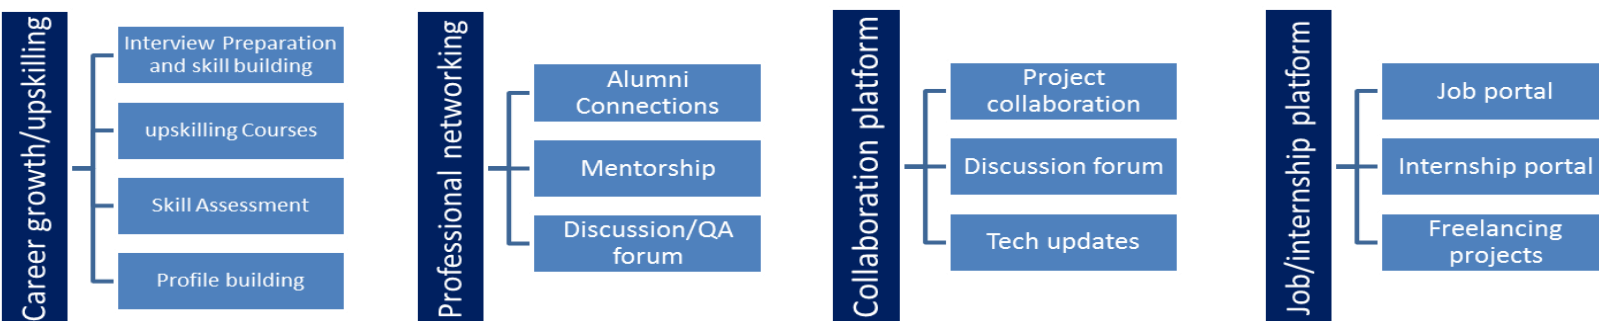 Career growth/upskilling
Interview Preparation
and skill building
upskilling Courses
Skill Assessment
Profile building
Professional networking
Alumni
Connections
Mentorship
Discussion/QA
forum
Collaboration platform
Project
collaboration
Discussion forum
Tech updates
Job/internship platform
Job portal
Internship portal
Freelancing
projects